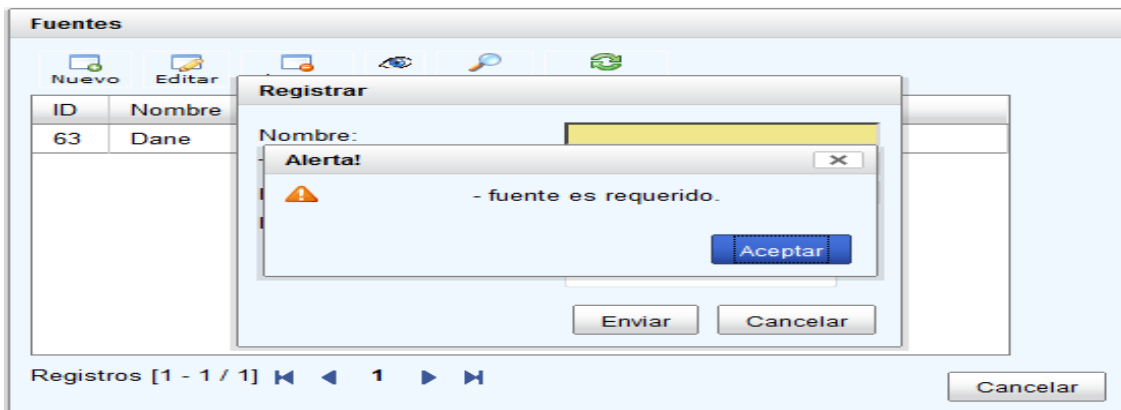 Fuentes
Nuevo Editar
Registrar
ID Nombre
63 Dane
Nombre:
Alerta!
- fuente es requerido.
Aceptar
Enviar Cancelar
Registros [1 - 1 / 1] 1
Cancelar